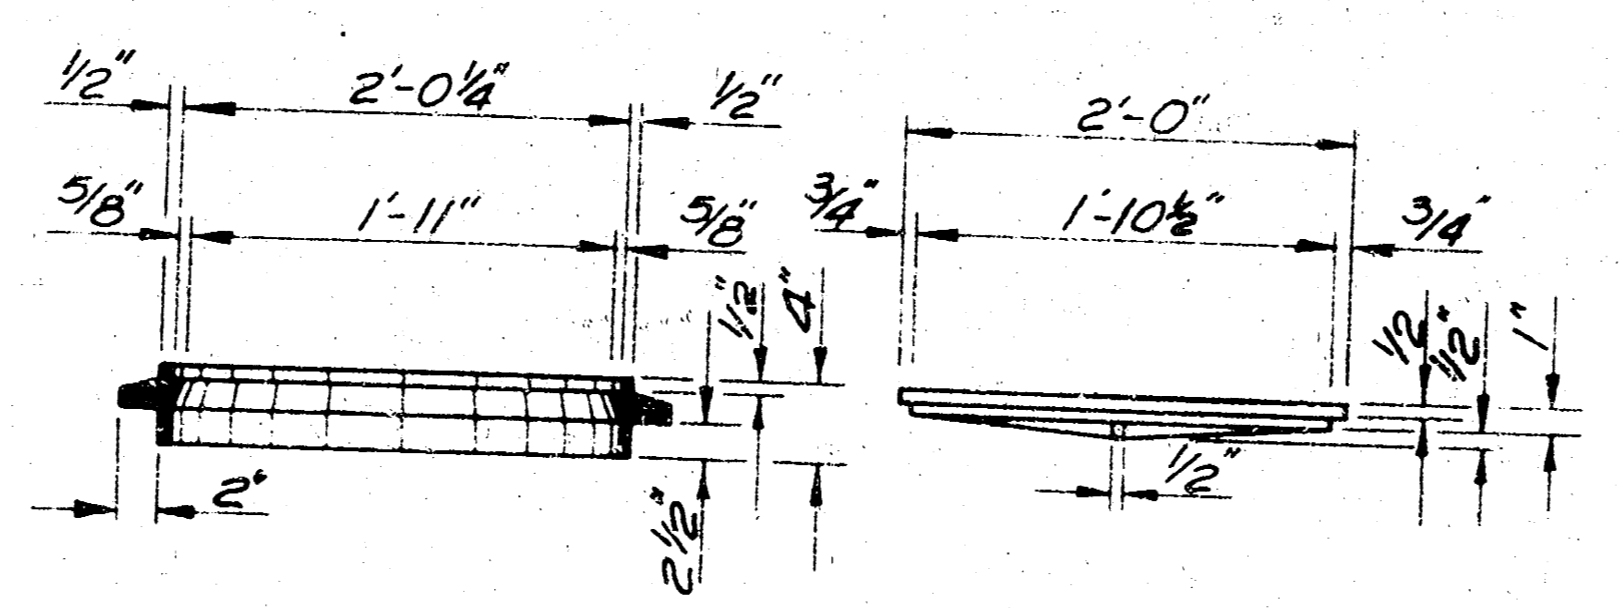 1/2" 2'-0 1/4" 1/2"
2'-0"
5/8" 1'-11" 5/8"
3/4" 1'-10 1/2" 3/4"
1/2" 4"
1/2 1/2" 1"
2" 2 1/2"
1/2"